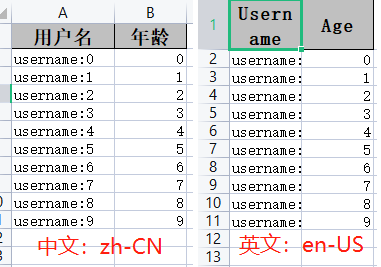 A B
用户名 年龄
username:0 0
username:1 1
username:2 2
username:3 3
username:4 4
username:5 5
username:6 6
username:7 7
username:8 8
username:9 9
中文: zh-CN
A B
1 Usern
ame Age
2 username: 0
3 username: 1
4 username: 2
5 username: 3
6 username: 4
7 username: 5
8 username: 6
9 username: 7
10 username: 8
11 username: 9
12
13
英文: en-US